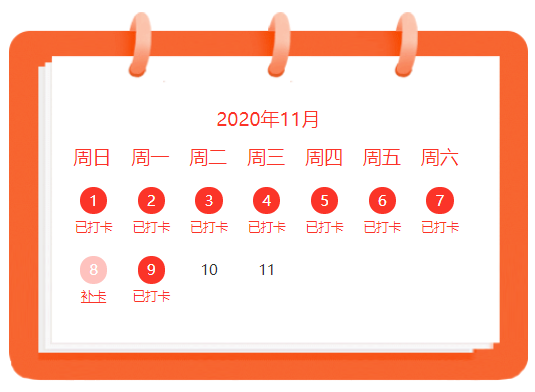 2020年11月
周日 周一 周二 周三 周四 周五 周六
1 2 3 4 5 6 7
已打卡 已打卡 已打卡 已打卡 已打卡 已打卡 已打卡
8 9 10 11
补卡 已打卡